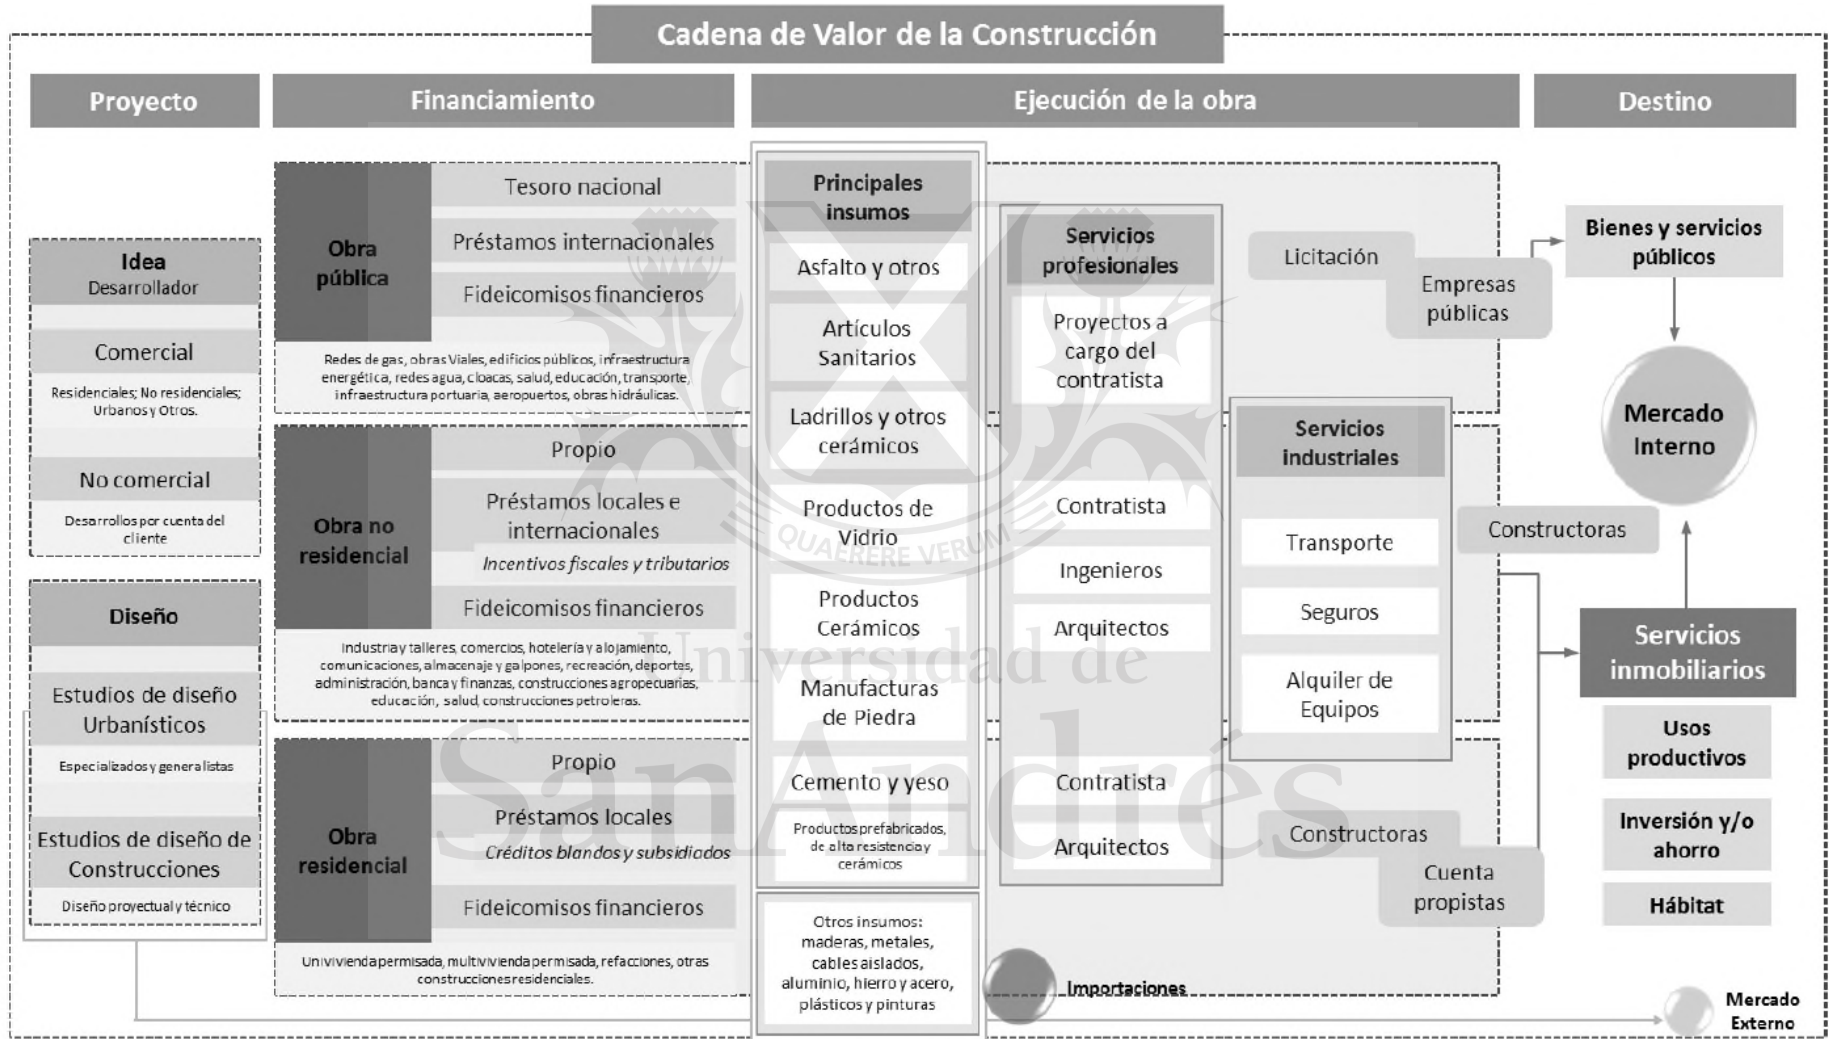 Cadena de Valor de la Construcción
Proyecto
Financiamiento
Ejecución de la obra
Destino
Idea
Desarrollador
Comercial
Residenciales; No residenciales;
Urbanos y Otros.
No comercial
Desarrollos por cuenta del
cliente
Diseño
Estudios de diseño
Urbanísticos
Especializados y generalistas
Estudios de diseño de
Construcciones
Diseño proyectual y técnico
Obra
pública
Tesoro nacional
Préstamos internacionales
Fideicomisos financieros
Redes de gas, obras Viales, edificios públicos, infraestructura
energética, redes agua, cloacas, salud, educación, transporte,
infraestructura portuaria, aeropuertos, obras hidráulicas.
Obra no
residencial
Propio
Préstamos locales e
internacionales
Incentivos fiscales y tributarios
Fideicomisos financieros
Industria y talleres, comercios, hotelería y alojamiento,
comunicaciones, almacenaje y galpones, recreación, deportes,
administración, banca y finanzas, construcciones agropecuarias,
educación, salud, construcciones petroleras.
Obra
residencial
Propio
Préstamos locales
Créditos blandos y subsidiados
Fideicomisos financieros
Univivienda permisada, multivivienda permisada, refacciones, otras
construcciones residenciales.
Principales
insumos
Asfalto y otros
Artículos
Sanitarios
Ladrillos y otros
cerámicos
Productos de
Vidrio
Productos
Cerámicos
Manufacturas
de Piedra
Cemento y yeso
Productos prefabricados,
de alta resistencia y
cerámicos
Otros insumos:
maderas, metales,
cables aislados,
aluminio, hierro y acero,
plásticos y pinturas
Importaciones
Servicios
profesionales
Proyectos a
cargo del
contratista
Contratista
Ingenieros
Arquitectos
Contratista
Arquitectos
Servicios
industriales
Transporte
Seguros
Alquiler de
Equipos
Licitación
Empresas
públicas
Constructoras
Constructoras
Cuenta
propistas
Bienes y servicios
públicos
Mercado
Interno
Servicios
inmobiliarios
Usos
productivos
Inversión y/o
ahorro
Hábitat
Mercado
Externo
QUAERERE VERUM
Universidad de
SanAndrés